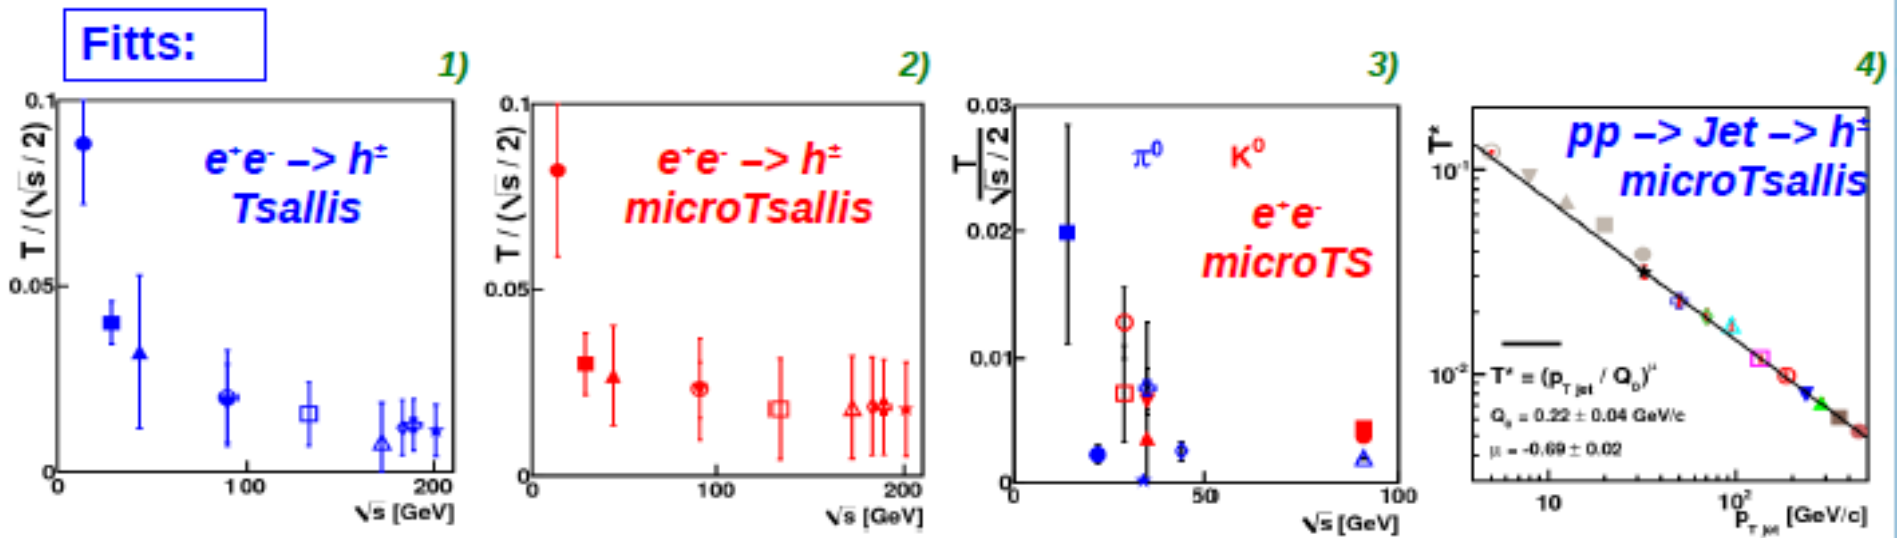 Fitts:
1)
2)
3)
4)
0.1
0.05
0
T / (√s / 2)
e⁺e⁻ –> h±
Tsallis
0 100 200
√s [GeV]
0.1
0.05
0
T / (√s / 2)
e⁺e⁻ –> h±
microTsallis
0 100 200
√s [GeV]
0.03
0.02
0.01
0
T
√s / 2
π⁰ K⁰
e⁺e⁻
microTS
0 50 100
√s [GeV]
T*
pp –> Jet –> h±
microTsallis
10⁻¹
10⁻²
T* = (p_T jet / Q₀)^μ
Q₀ = 0.22 ± 0.04 GeV/c
μ = -0.69 ± 0.02
10 10²
p_T jet [GeV/c]